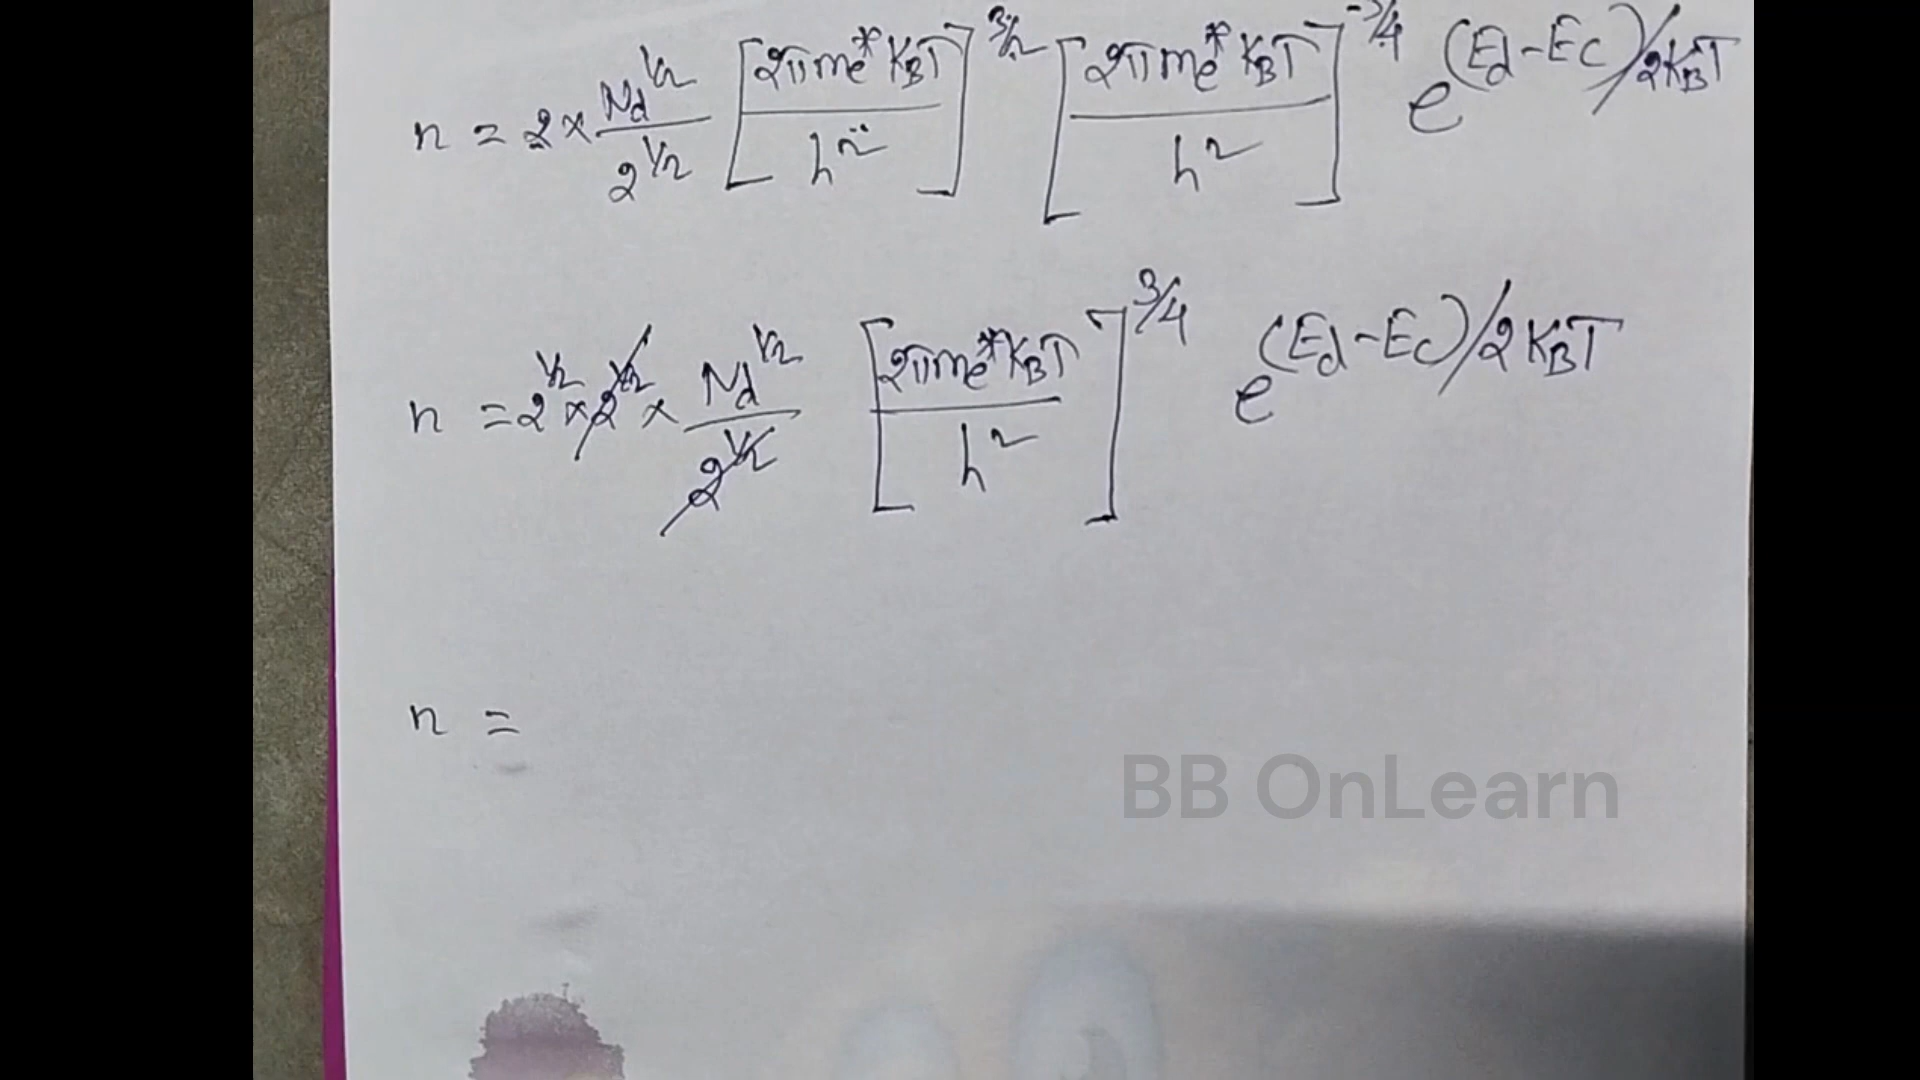 n = 2 × Nd^1/2 / 2^1/2 [2πme* KBT / h²]^3/2 [2πme* KBT / h²]^-3/4 e^(Ed-Ec)/2KBT
n = 2^1/2 × 2^1/2 × Nd^1/2 / 2^1/2 [2πme* KBT / h²]^3/4 e^(Ed-Ec)/2KBT
n =
BB OnLearn